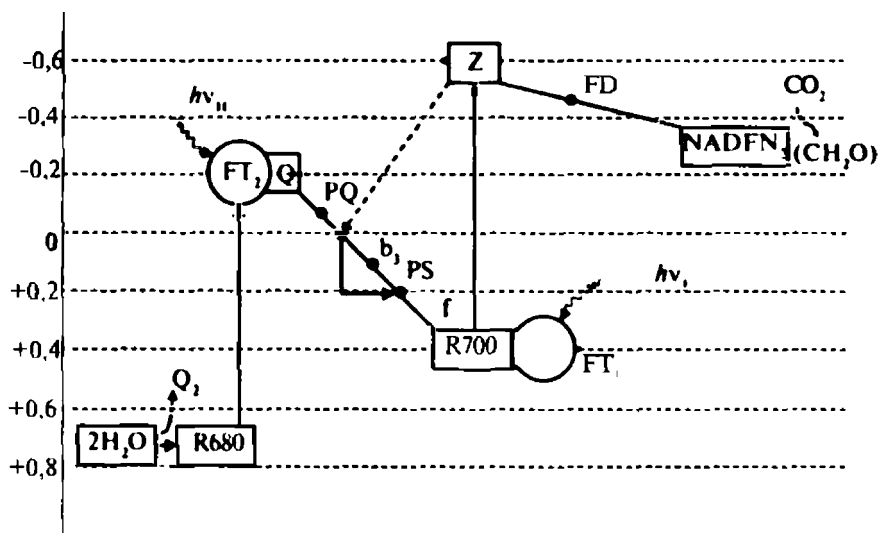 -0,6
Z
FD
CO₂
hν₁₁
-0,4
NADFN
(CH₂O)
FT₂
Q
-0,2
PQ
0
b₃
PS
hν₁
+0,2
f
R700
+0,4
FT₁
Q₂
+0,6
2H₂O
R680
+0,8